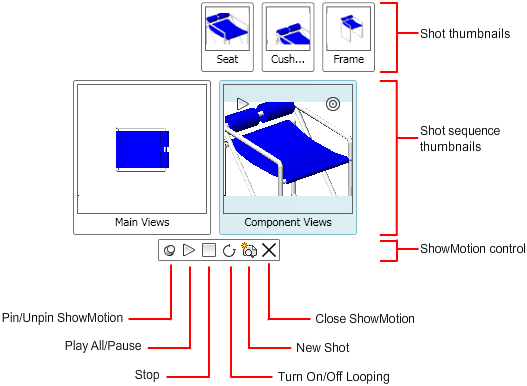 Seat
Cush...
Frame
Shot thumbnails
Shot sequence
thumbnails
Main Views
Component Views
ShowMotion control
Pin/Unpin ShowMotion
Close ShowMotion
Play All/Pause
New Shot
Stop
Turn On/Off Looping